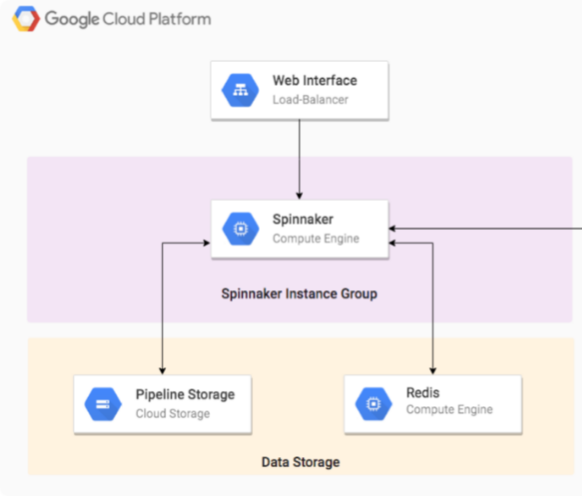 Google Cloud Platform
Web Interface
Load-Balancer
Spinnaker
Compute Engine
Spinnaker Instance Group
Pipeline Storage
Cloud Storage
Redis
Compute Engine
Data Storage